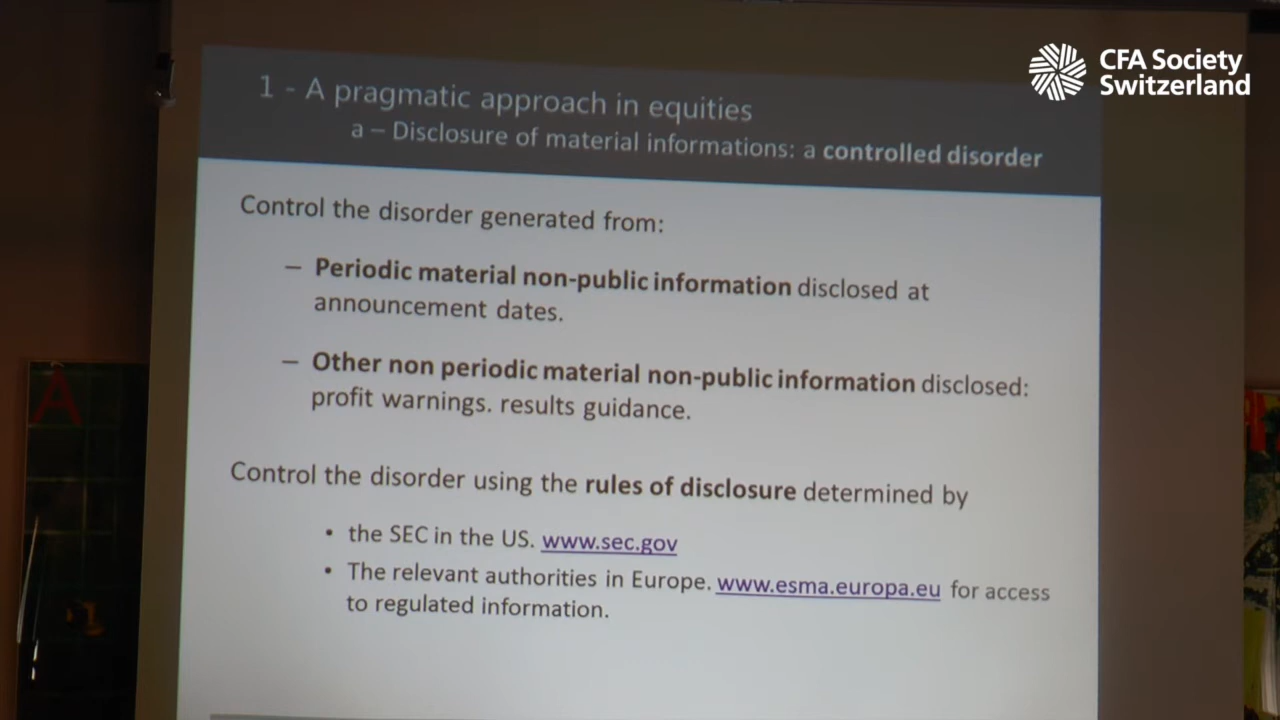 CFA Society
Switzerland
1 - A pragmatic approach in equities
a – Disclosure of material informations: a controlled disorder
Control the disorder generated from:
– Periodic material non-public information disclosed at
announcement dates.
– Other non periodic material non-public information disclosed:
profit warnings. results guidance.
Control the disorder using the rules of disclosure determined by
• the SEC in the US. www.sec.gov
• The relevant authorities in Europe. www.esma.europa.eu for access
to regulated information.
A